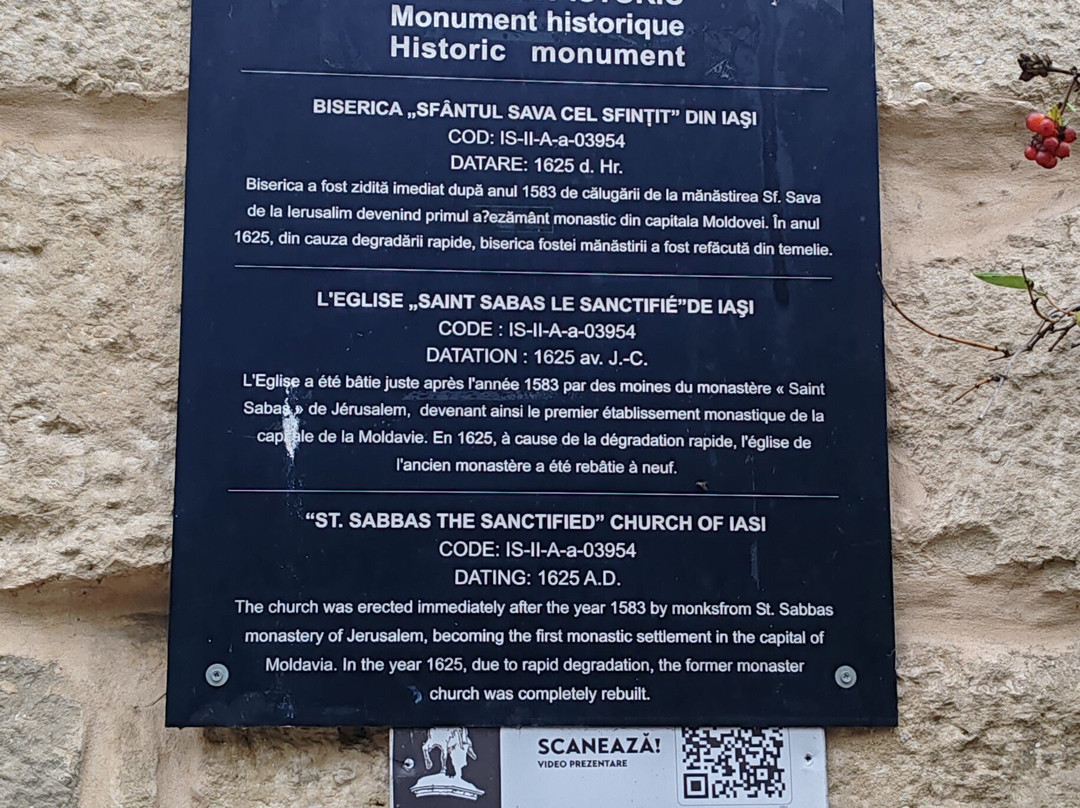 Monument historique
Historic monument
BISERICA „SFÂNTUL SAVA CEL SFINȚIT” DIN IAŞI
COD: IS-II-A-a-03954
DATARE: 1625 d. Hr.
Biserica a fost zidită imediat după anul 1583 de călugării de la mănăstirea Sf. Sava
de la Ierusalim devenind primul a?ezământ monastic din capitala Moldovei. În anul
1625, din cauza degradării rapide, biserica fostei mănăstirii a fost refăcută din temelie.
L'EGLISE „SAINT SABAS LE SANCTIFIÉ”DE IAŞI
CODE : IS-II-A-a-03954
DATATION : 1625 av. J.-C.
L'Eglise a été bâtie juste après l'année 1583 par des moines du monastère « Saint
Sabas » de Jérusalem, devenant ainsi le premier établissement monastique de la
capitale de la Moldavie. En 1625, à cause de la dégradation rapide, l'église de
l'ancien monastère a été rebâtie à neuf.
“ST. SABBAS THE SANCTIFIED” CHURCH OF IASI
CODE: IS-II-A-a-03954
DATING: 1625 A.D.
The church was erected immediately after the year 1583 by monksfrom St. Sabbas
monastery of Jerusalem, becoming the first monastic settlement in the capital of
Moldavia. In the year 1625, due to rapid degradation, the former monaster
church was completely rebuilt.
SCANEAZĂ!
VIDEO PREZENTARE